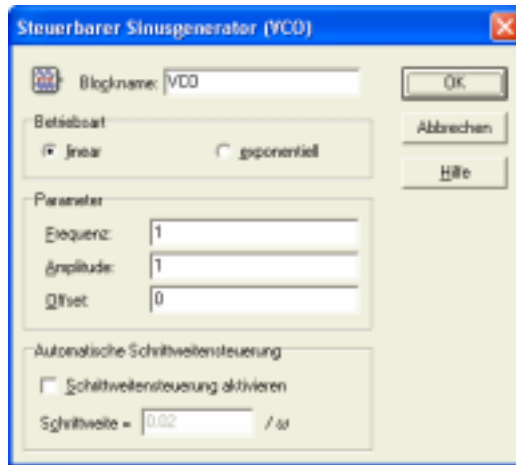 Steuerbarer Sinusgenerator (VCO)
Blockname: VCO
OK
Betriebsart
linear exponentiell
Abbrechen
Hilfe
Parameter
Frequenz: 1
Amplitude: 1
Offset: 0
Automatische Schrittweitensteuerung
Schrittweitensteuerung aktivieren
Schrittweite = 0.02 / ω